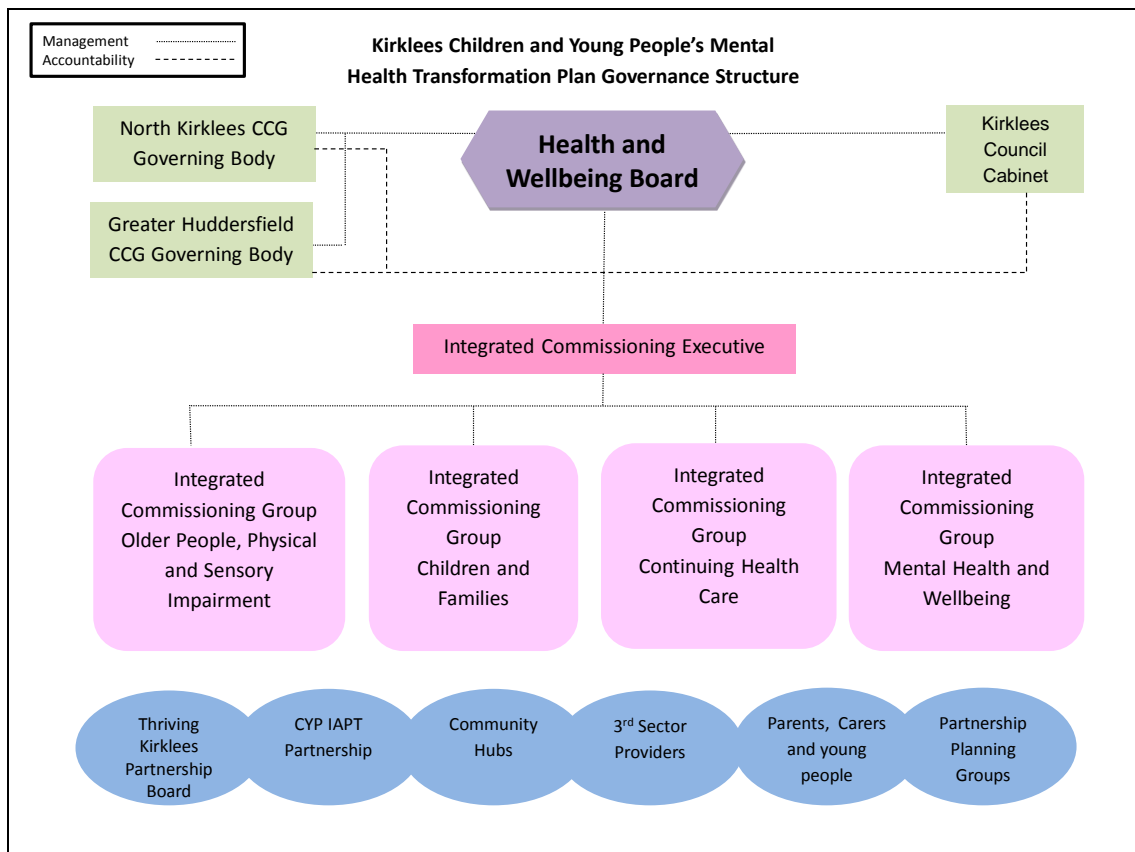 Management
Accountability
Kirklees Children and Young People's Mental
Health Transformation Plan Governance Structure
North Kirklees CCG
Governing Body
Health and
Wellbeing Board
Kirklees
Council
Cabinet
Greater Huddersfield
CCG Governing Body
Integrated Commissioning Executive
Integrated
Commissioning Group
Older People, Physical
and Sensory
Impairment
Integrated
Commissioning
Group
Children and
Families
Integrated
Commissioning
Group
Continuing Health
Care
Integrated
Commissioning
Group
Mental Health and
Wellbeing
Thriving
Kirklees
Partnership
Board
CYP IAPT
Partnership
Community
Hubs
3rd Sector
Providers
Parents, Carers
and young
people
Partnership
Planning
Groups